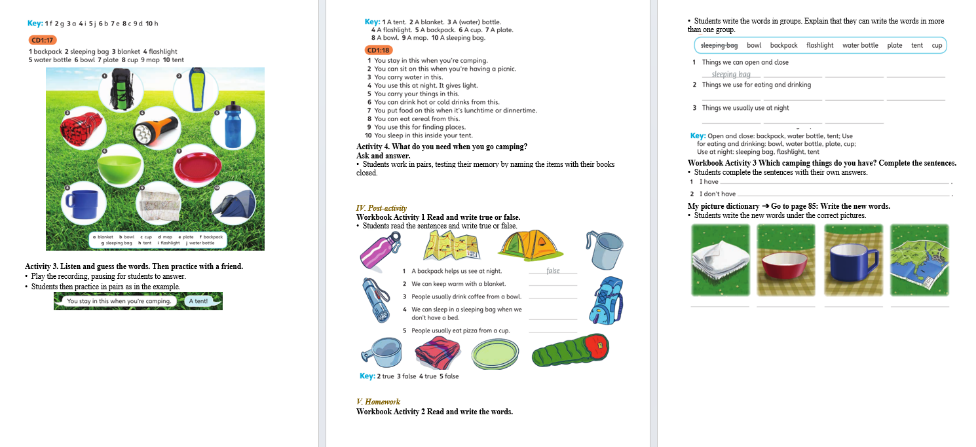 Key: 1 f 2 g 3 a 4 i 5 j 6 b 7 e 8 c 9 d 10 h
CD1:17
1 backpack 2 sleeping bag 3 blanket 4 flashlight
5 water bottle 6 bowl 7 plate 8 cup 9 map 10 tent
a blanket b bowl c cup d map e plate f backpack
g sleeping bag h tent i flashlight j water bottle
Activity 3. Listen and guess the words. Then practice with a friend.
• Play the recording, pausing for students to answer.
• Students then practice in pairs as in the example.
You stay in this when you're camping. A tent!
Key: 1 A tent. 2 A blanket. 3 A (water) bottle.
4 A flashlight. 5 A backpack. 6 A cup. 7 A plate.
8 A bowl. 9 A map. 10 A sleeping bag.
CD1:18
1 You stay in this when you're camping.
2 You can sit on this when you're having a picnic.
3 You carry water in this.
4 You use this at night. It gives light.
5 You carry your things in this.
6 You can drink hot or cold drinks from this.
7 You put food on this when it's lunchtime or dinnertime.
8 You can eat cereal from this.
9 You use this for finding places.
10 You sleep in this inside your tent.
Activity 4. What do you need when you go camping?
Ask and answer.
• Students work in pairs, testing their memory by naming the items with their books
closed.
IV. Post-activity
Workbook Activity 1 Read and write true or false.
• Students read the sentences and write true or false.
1 A backpack helps us see at night. false
2 We can keep warm with a blanket.
3 People usually drink coffee from a bowl.
4 We can sleep in a sleeping bag when we
don't have a bed.
5 People usually eat pizza from a cup.
Key: 2 true 3 false 4 true 5 false
V. Homework
Workbook Activity 2 Read and write the words.
• Students write the words in groups. Explain that they can write the words in more
than one group.
sleeping bag bowl backpack flashlight water bottle plate tent cup
1 Things we can open and close
sleeping bag
2 Things we use for eating and drinking
3 Things we usually use at night
Key: Open and close: backpack, water bottle, tent; Use
for eating and drinking: bowl, water bottle, plate, cup;
Use at night: sleeping bag, flashlight, tent
Workbook Activity 3 Which camping things do you have? Complete the sentences.
• Students complete the sentences with their own answers.
1 I have .
2 I don't have .
My picture dictionary ➔ Go to page 85: Write the new words.
• Students write the new words under the correct pictures.